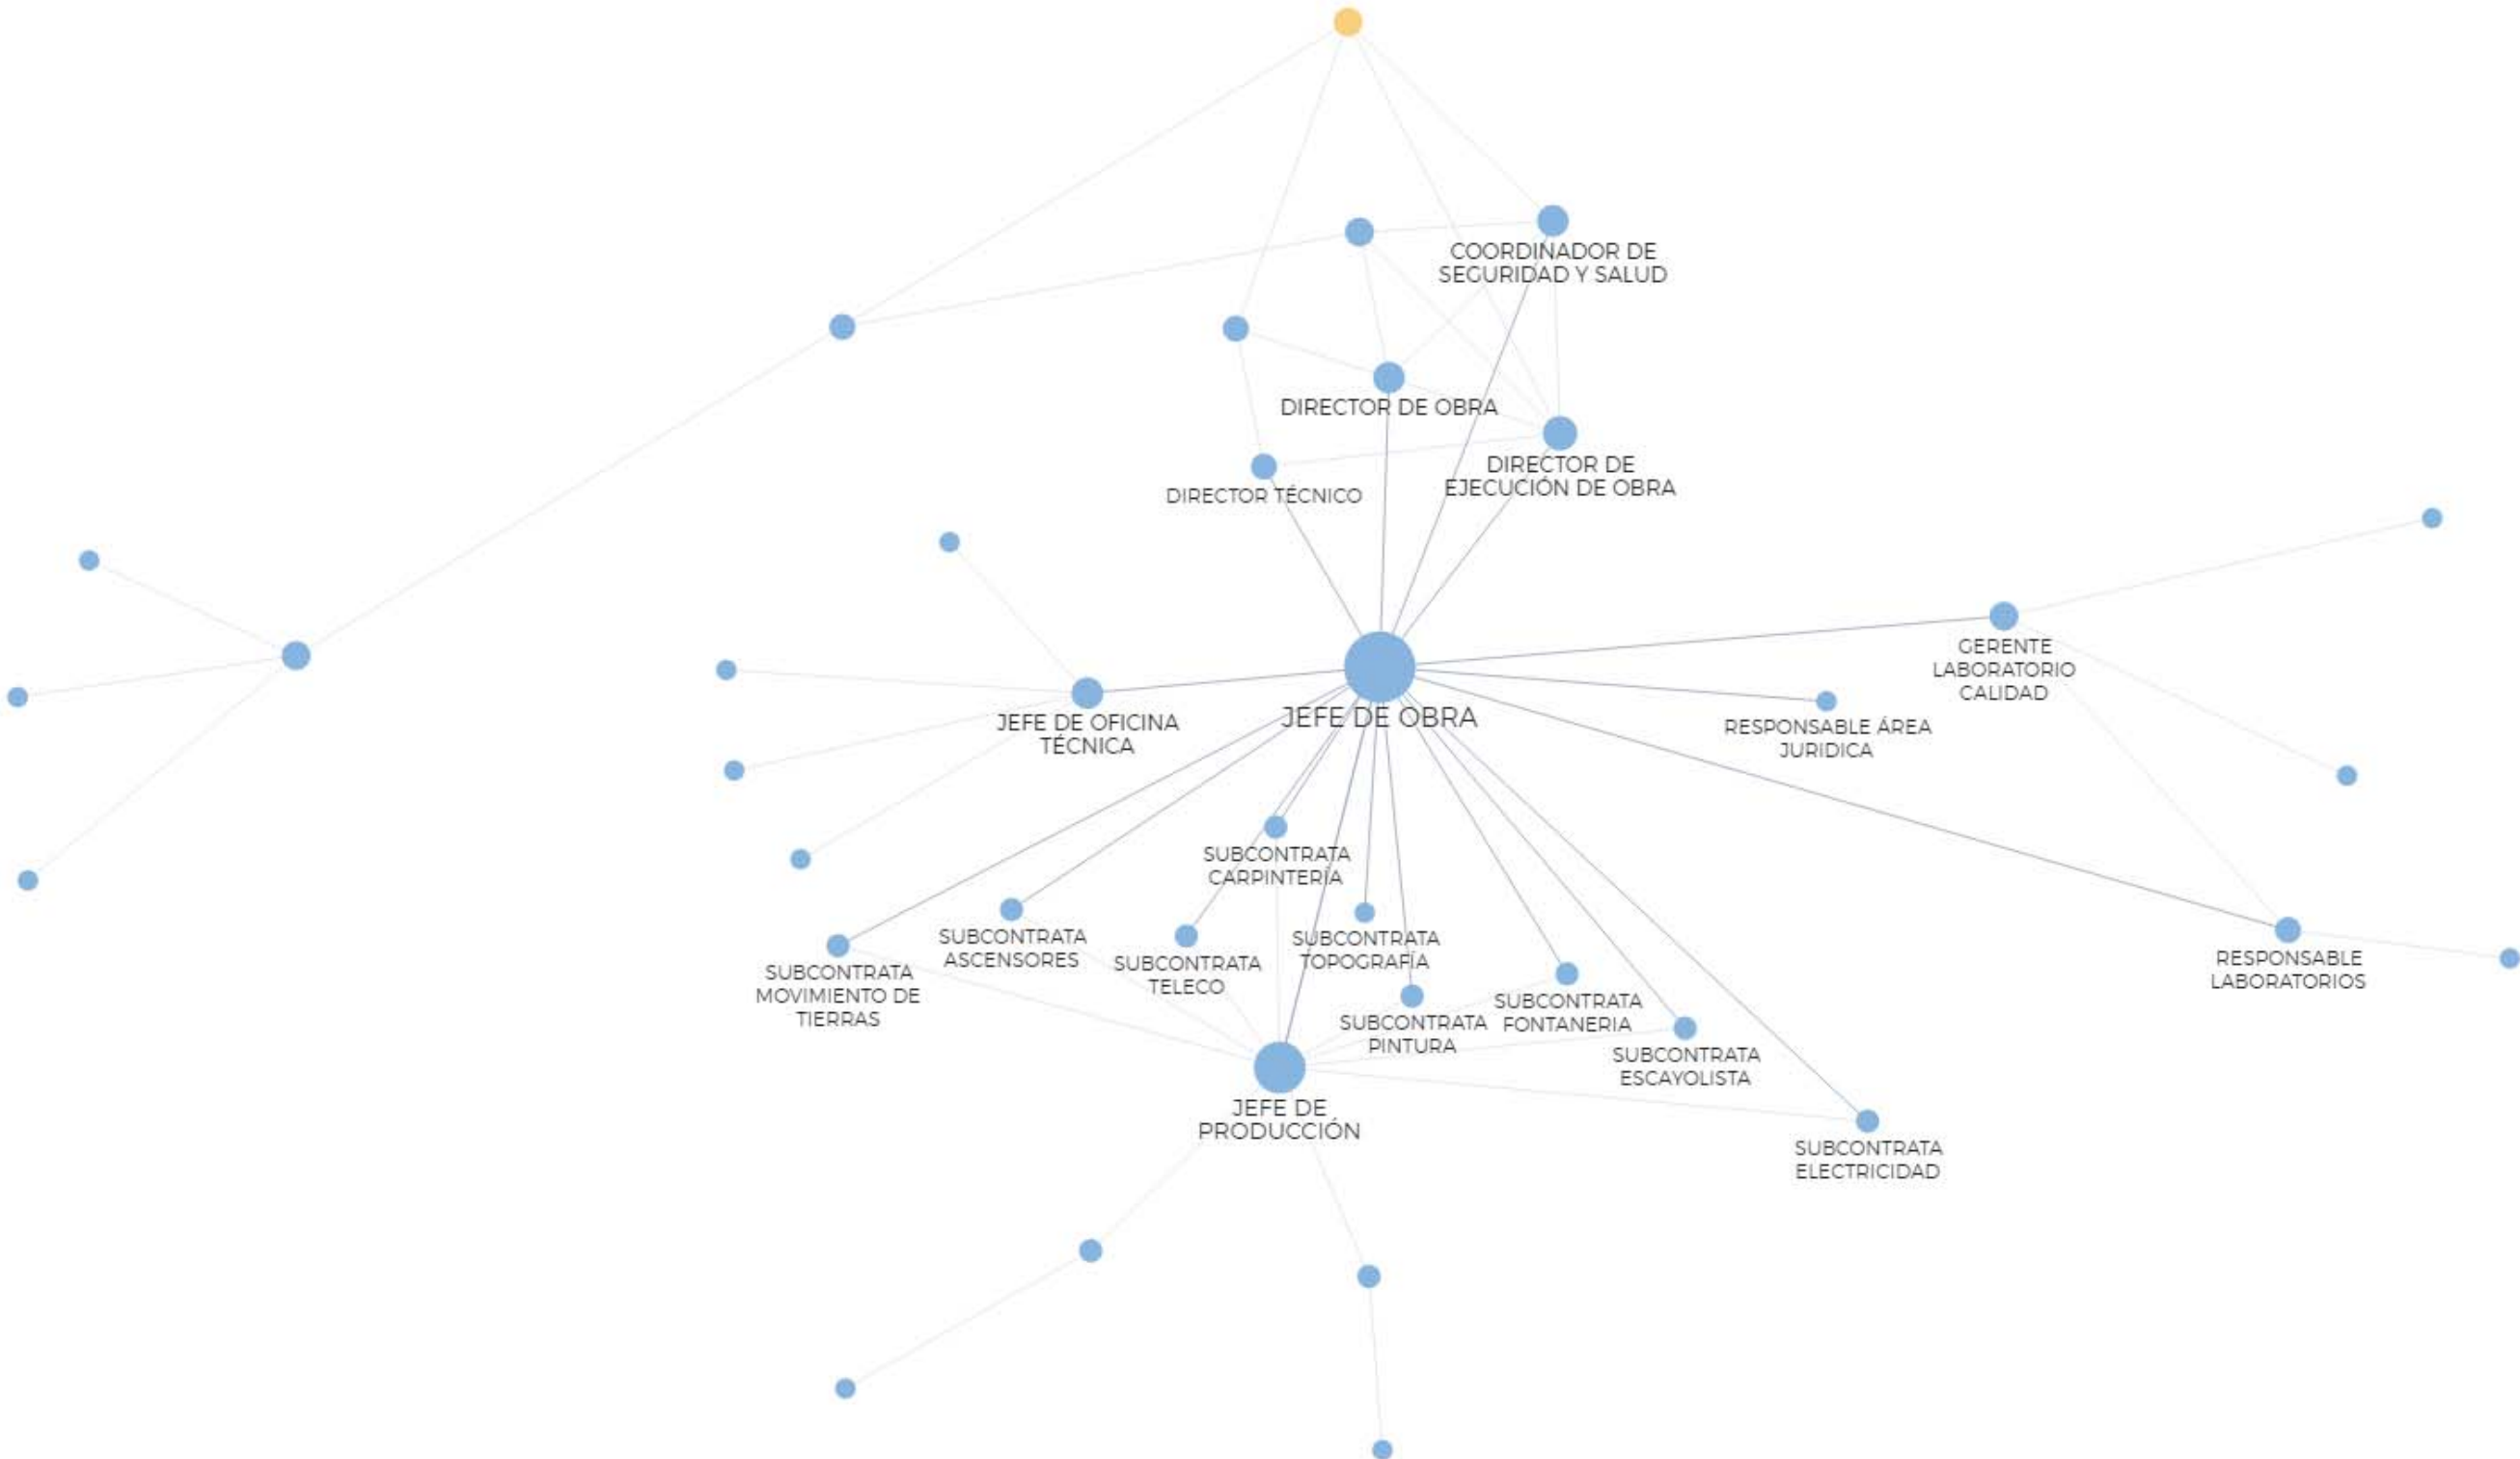 COORDINADOR DE
SEGURIDAD Y SALUD
DIRECTOR DE OBRA
DIRECTOR DE
EJECUCIÓN DE OBRA
DIRECTOR TÉCNICO
GERENTE
LABORATORIO
CALIDAD
JEFE DE OFICINA
TÉCNICA
JEFE DE OBRA
RESPONSABLE ÁREA
JURIDICA
SUBCONTRATA
CARPINTERÍA
SUBCONTRATA
MOVIMIENTO DE
TIERRAS
SUBCONTRATA
ASCENSORES
SUBCONTRATA
TELECO
SUBCONTRATA
TOPOGRAFÍA
SUBCONTRATA
PINTURA
SUBCONTRATA
FONTANERIA
SUBCONTRATA
ESCAYOLISTA
RESPONSABLE
LABORATORIOS
JEFE DE
PRODUCCIÓN
SUBCONTRATA
ELECTRICIDAD